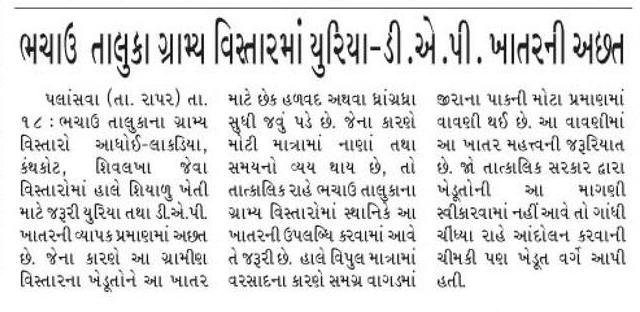 ભચાઉ તાલુકા ગ્રામ્ય વિસ્તારમાં યુરિયા-ડી.એ.પી. ખાતરની અછત
પલાંસવા (તા. રાપર) તા.
૧૮ : ભચાઉ તાલુકાના ગ્રામ્ય
વિસ્તારો આધોઈ-લાકડિયા,
કંથકોટ, શિવલખા જેવા
વિસ્તારોમાં હાલે શિયાળુ ખેતી
માટે જરૂરી યુરિયા તથા ડી.એ.પી.
ખાતરની વ્યાપક પ્રમાણમાં અછત
છે. જેના કારણે આ ગ્રામીણ
વિસ્તારના ખેડૂતોને આ ખાતર
માટે છેક હળવદ અથવા ધ્રાંગધ્રા
સુધી જવું પડે છે. જેના કારણે
મોટી માત્રામાં નાણાં તથા
સમયનો વ્યય થાય છે, તો
તાત્કાલિક રાહે ભચાઉ તાલુકાના
ગ્રામ્ય વિસ્તારોમાં સ્થાનિકે આ
ખાતરની ઉપલબ્ધિ કરવામાં આવે
તે જરૂરી છે. હાલે વિપુલ માત્રામાં
વરસાદના કારણે સમગ્ર વાગડમાં
જીરાના પાકની મોટા પ્રમાણમાં
વાવણી થઈ છે. આ વાવણીમાં
આ ખાતર મહત્ત્વની જરૂરિયાત
છે. જો તાત્કાલિક સરકાર દ્વારા
ખેડૂતોની આ માગણી
સ્વીકારવામાં નહીં આવે તો ગાંધી
ચીંધ્યા રાહે આંદોલન કરવાની
ચીમકી પણ ખેડૂત વર્ગે આપી
હતી.